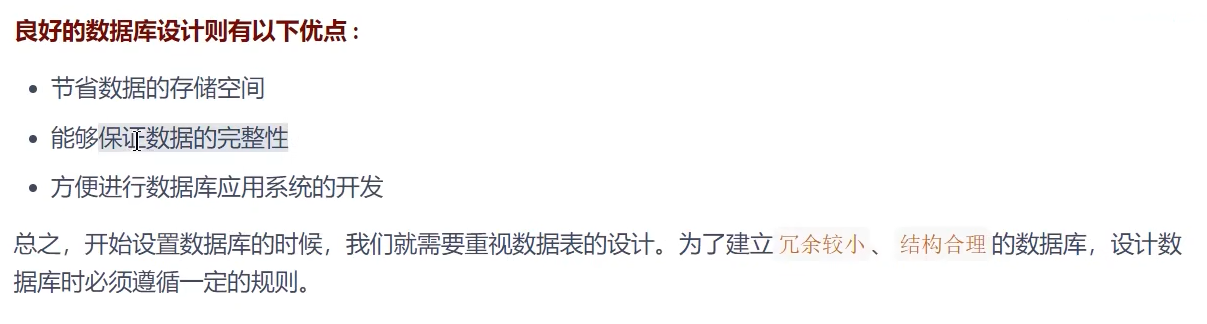 良好的数据库设计则有以下优点：
节省数据的存储空间
能够保证数据的完整性
方便进行数据库应用系统的开发
总之，开始设置数据库的时候，我们就需要重视数据表的设计。为了建立冗余较小、结构合理的数据库，设计数
据库时必须遵循一定的规则。